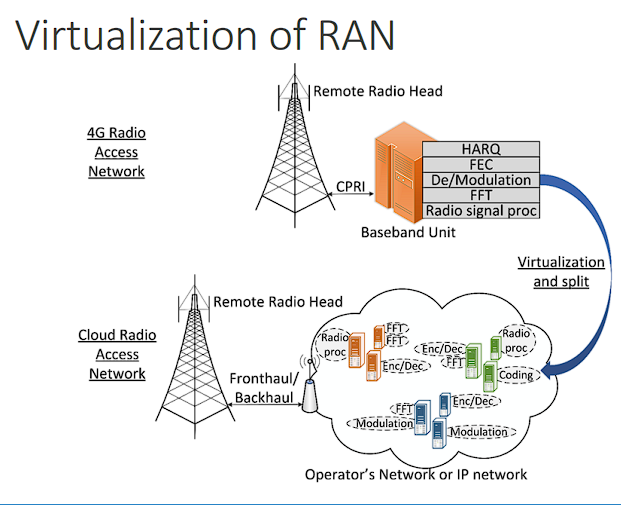 Virtualization of RAN
Remote Radio Head
4G Radio
Access
Network
CPRI
HARQ
FEC
De/Modulation
FFT
Radio signal proc
Baseband Unit
Virtualization
and split
Remote Radio Head
Cloud Radio
Access
Network
Fronthaul/
Backhaul
Radio
proc
FFT
FFT
Enc/Dec
Enc/Dec
FFT
Radio
proc
Coding
FFT
Modulation
Enc/Dec
Modulation
Operator's Network or IP network